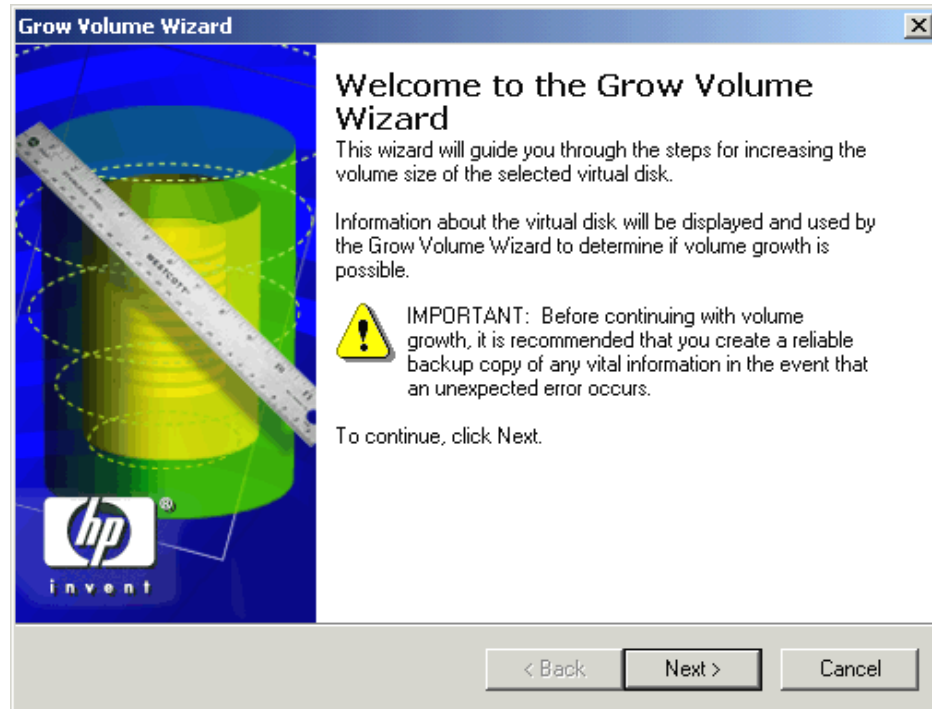 Grow Volume Wizard
Welcome to the Grow Volume
Wizard
This wizard will guide you through the steps for increasing the
volume size of the selected virtual disk.
Information about the virtual disk will be displayed and used by
the Grow Volume Wizard to determine if volume growth is
possible.
IMPORTANT: Before continuing with volume
growth, it is recommended that you create a reliable
backup copy of any vital information in the event that
an unexpected error occurs.
To continue, click Next.
WESTCOTT
hp
®
invent
< Back
Next >
Cancel